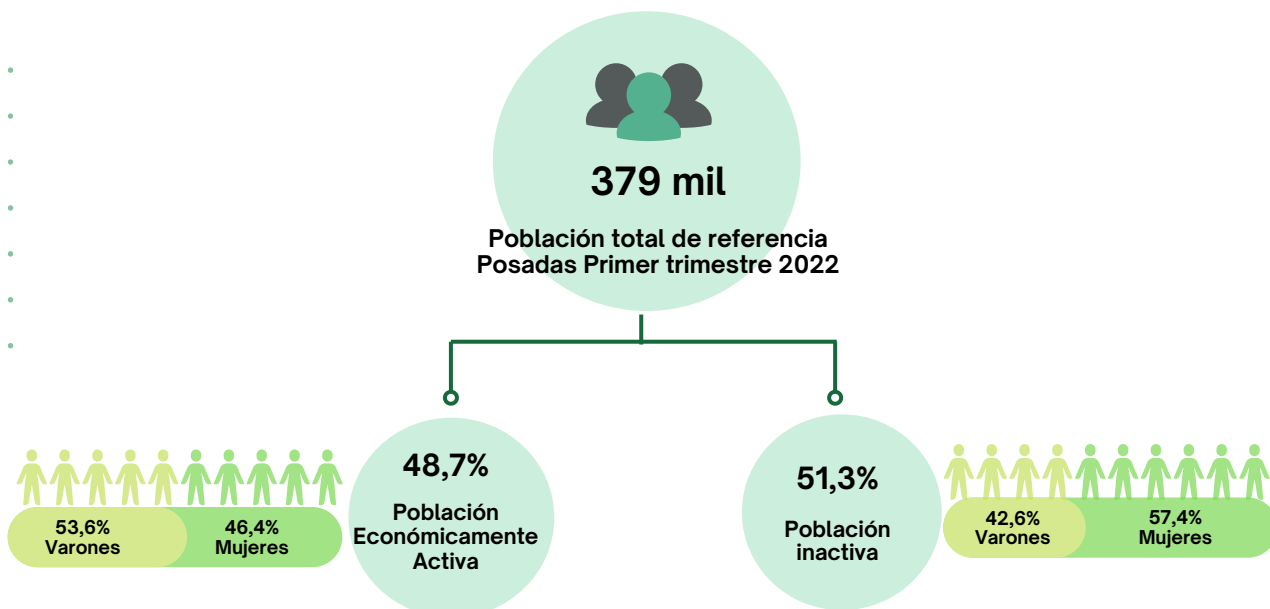 379 mil
Población total de referencia
Posadas Primer trimestre 2022
48,7%
Población
Económicamente
Activa
53,6%
Varones
46,4%
Mujeres
51,3%
Población
inactiva
42,6%
Varones
57,4%
Mujeres